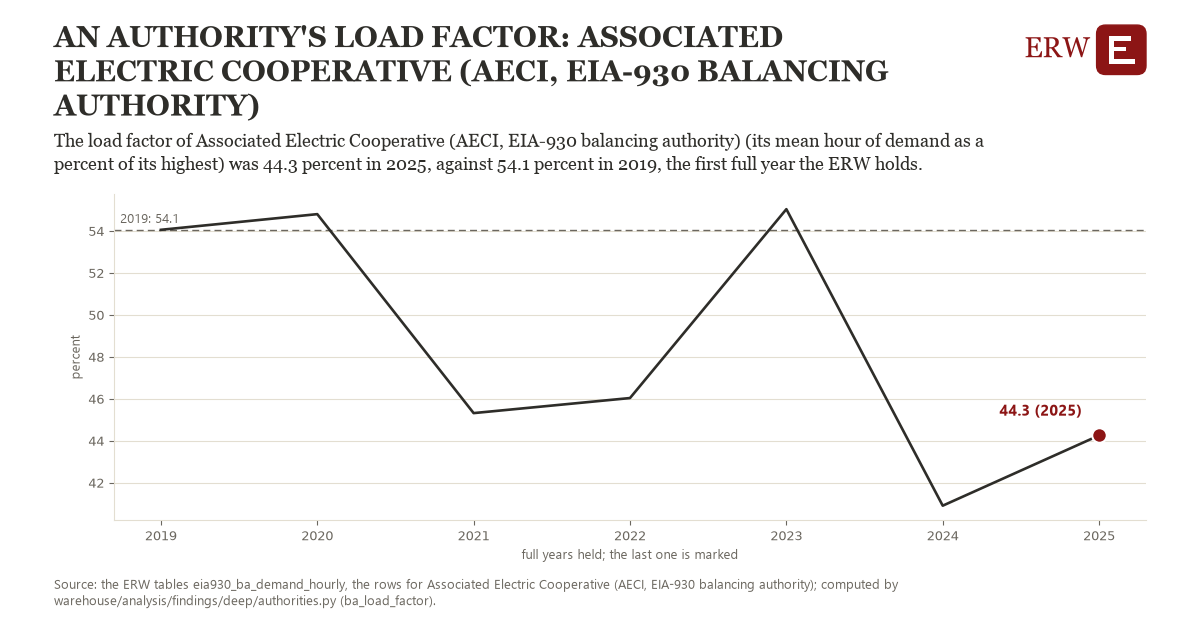 AN AUTHORITY'S LOAD FACTOR: ASSOCIATED
ELECTRIC COOPERATIVE (AECI, EIA-930 BALANCING
AUTHORITY)
ERW E
The load factor of Associated Electric Cooperative (AECI, EIA-930 balancing authority) (its mean hour of demand as a
percent of its highest) was 44.3 percent in 2025, against 54.1 percent in 2019, the first full year the ERW holds.
2019: 54.1
54
52
50
48
46
44
42
percent
44.3 (2025)
2019 2020 2021 2022 2023 2024 2025
full years held; the last one is marked
Source: the ERW tables eia930_ba_demand_hourly, the rows for Associated Electric Cooperative (AECI, EIA-930 balancing authority); computed by
warehouse/analysis/findings/deep/authorities.py (ba_load_factor).